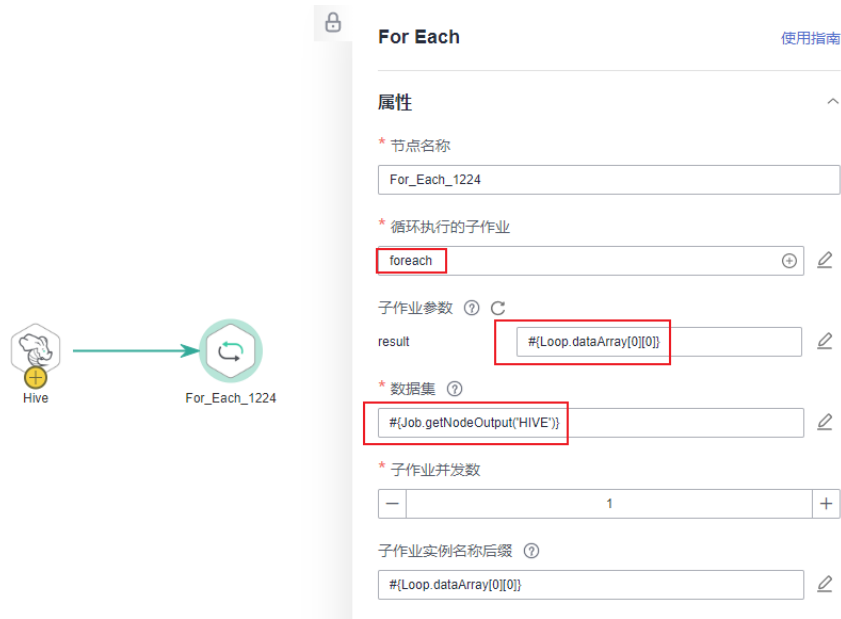 For Each
使用指南
属性
* 节点名称
For_Each_1224
* 循环执行的子作业
foreach
子作业参数
result
#{Loop.dataArray[0][0]}
* 数据集
#{Job.getNodeOutput('HIVE')}
* 子作业并发数
1
子作业实例名称后缀
#{Loop.dataArray[0][0]}
Hive
For_Each_1224